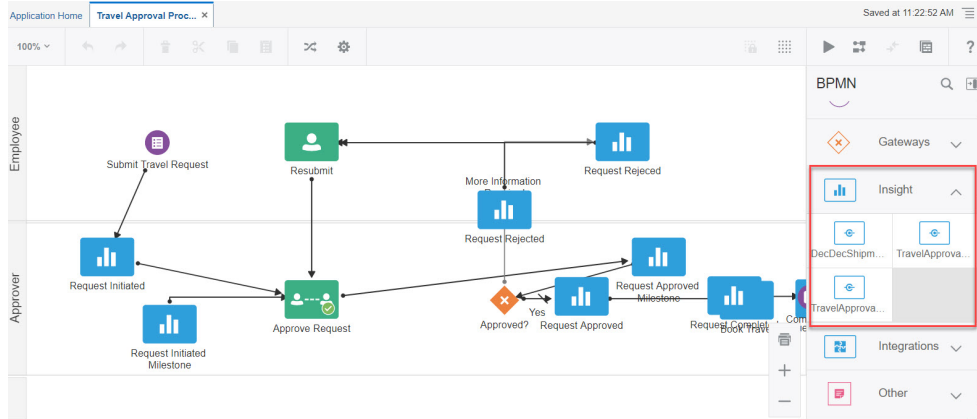 Application Home
Travel Approval Proc... ×
Saved at 11:22:52 AM
100%
?
BPMN
Employee
Submit Travel Request
Resubmit
Request Rejeced
More Information
Gateways
Insight
Request Rejected
DecDecShipm...
TravelApprova...
Approver
Request Initiated
Request Approved
Milestone
TravelApprova...
Yes
Approve Request
Approved?
Request Approved
Book Trave
Request Initiated
Milestone
Integrations
Other